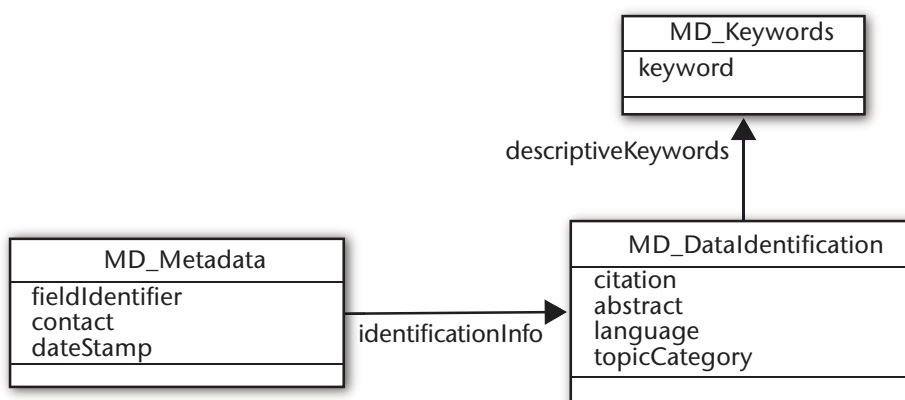 MD_Keywords
keyword
descriptiveKeywords
MD_DataIdentification
citation
abstract
language
topicCategory
MD_Metadata
fieldIdentifier
contact
dateStamp
identificationInfo